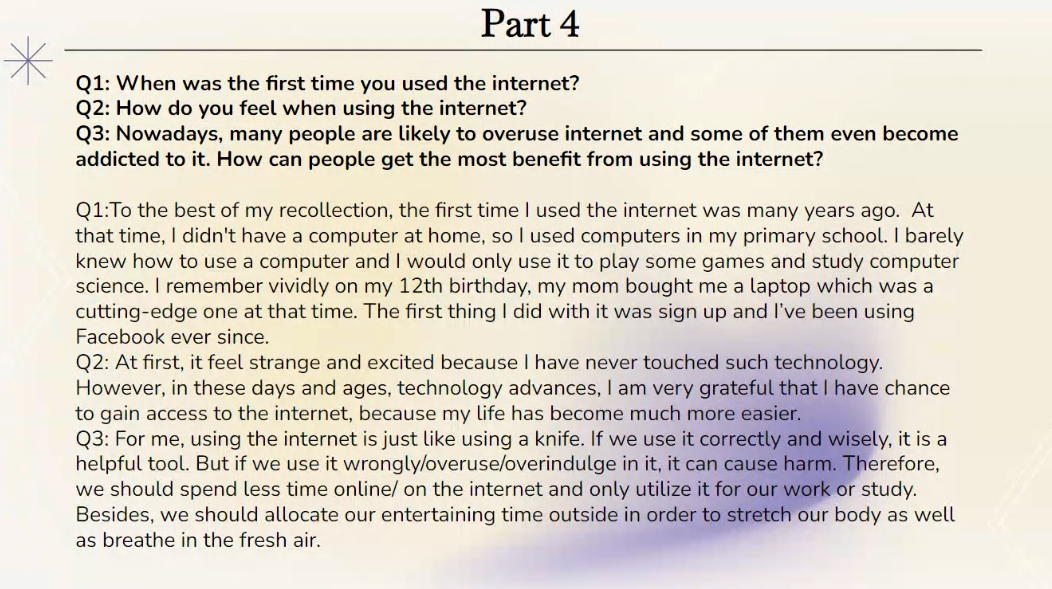 Part 4
Q1: When was the first time you used the internet?
Q2: How do you feel when using the internet?
Q3: Nowadays, many people are likely to overuse internet and some of them even become
addicted to it. How can people get the most benefit from using the internet?
Q1:To the best of my recollection, the first time I used the internet was many years ago.  At
that time, I didn't have a computer at home, so I used computers in my primary school. I barely
knew how to use a computer and I would only use it to play some games and study computer
science. I remember vividly on my 12th birthday, my mom bought me a laptop which was a
cutting-edge one at that time. The first thing I did with it was sign up and I’ve been using
Facebook ever since.
Q2: At first, it feel strange and excited because I have never touched such technology.
However, in these days and ages, technology advances, I am very grateful that I have chance
to gain access to the internet, because my life has become much more easier.
Q3: For me, using the internet is just like using a knife. If we use it correctly and wisely, it is a
helpful tool. But if we use it wrongly/overuse/overindulge in it, it can cause harm. Therefore,
we should spend less time online/ on the internet and only utilize it for our work or study.
Besides, we should allocate our entertaining time outside in order to stretch our body as well
as breathe in the fresh air.